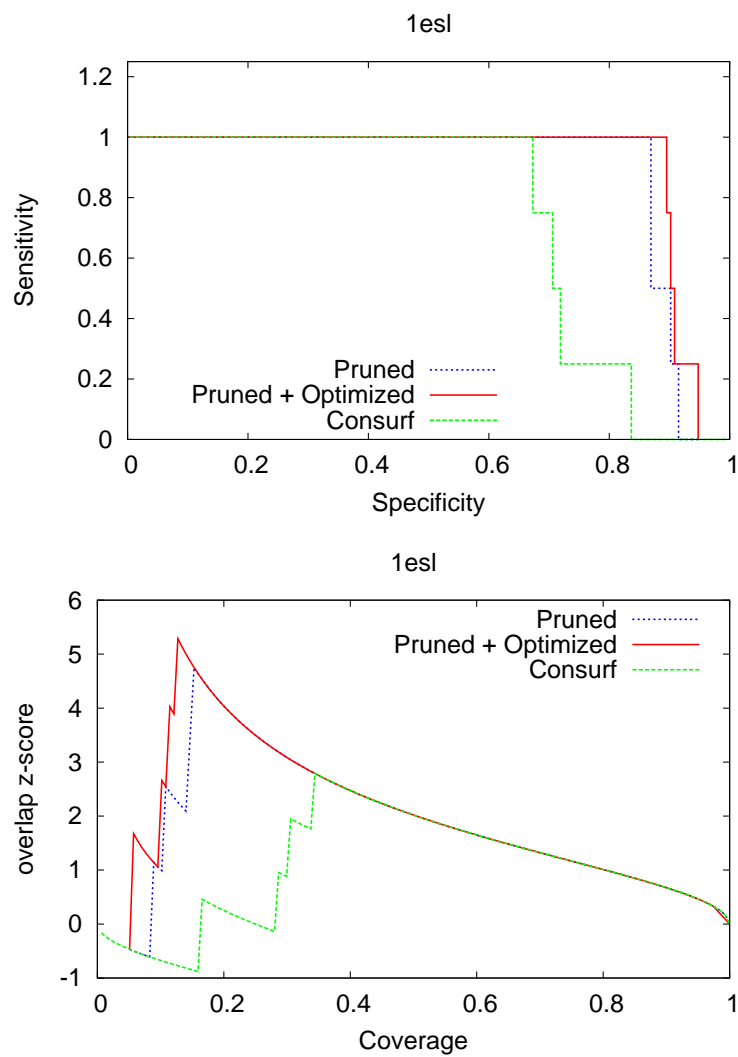 1esl
1.2
1
0.8
0.6
0.4
0.2
0
Sensitivity
Pruned
Pruned + Optimized
Consurf
0 0.2 0.4 0.6 0.8 1
Specificity
1esl
6
5
4
3
2
1
0
-1
overlap z-score
Pruned
Pruned + Optimized
Consurf
0 0.2 0.4 0.6 0.8 1
Coverage